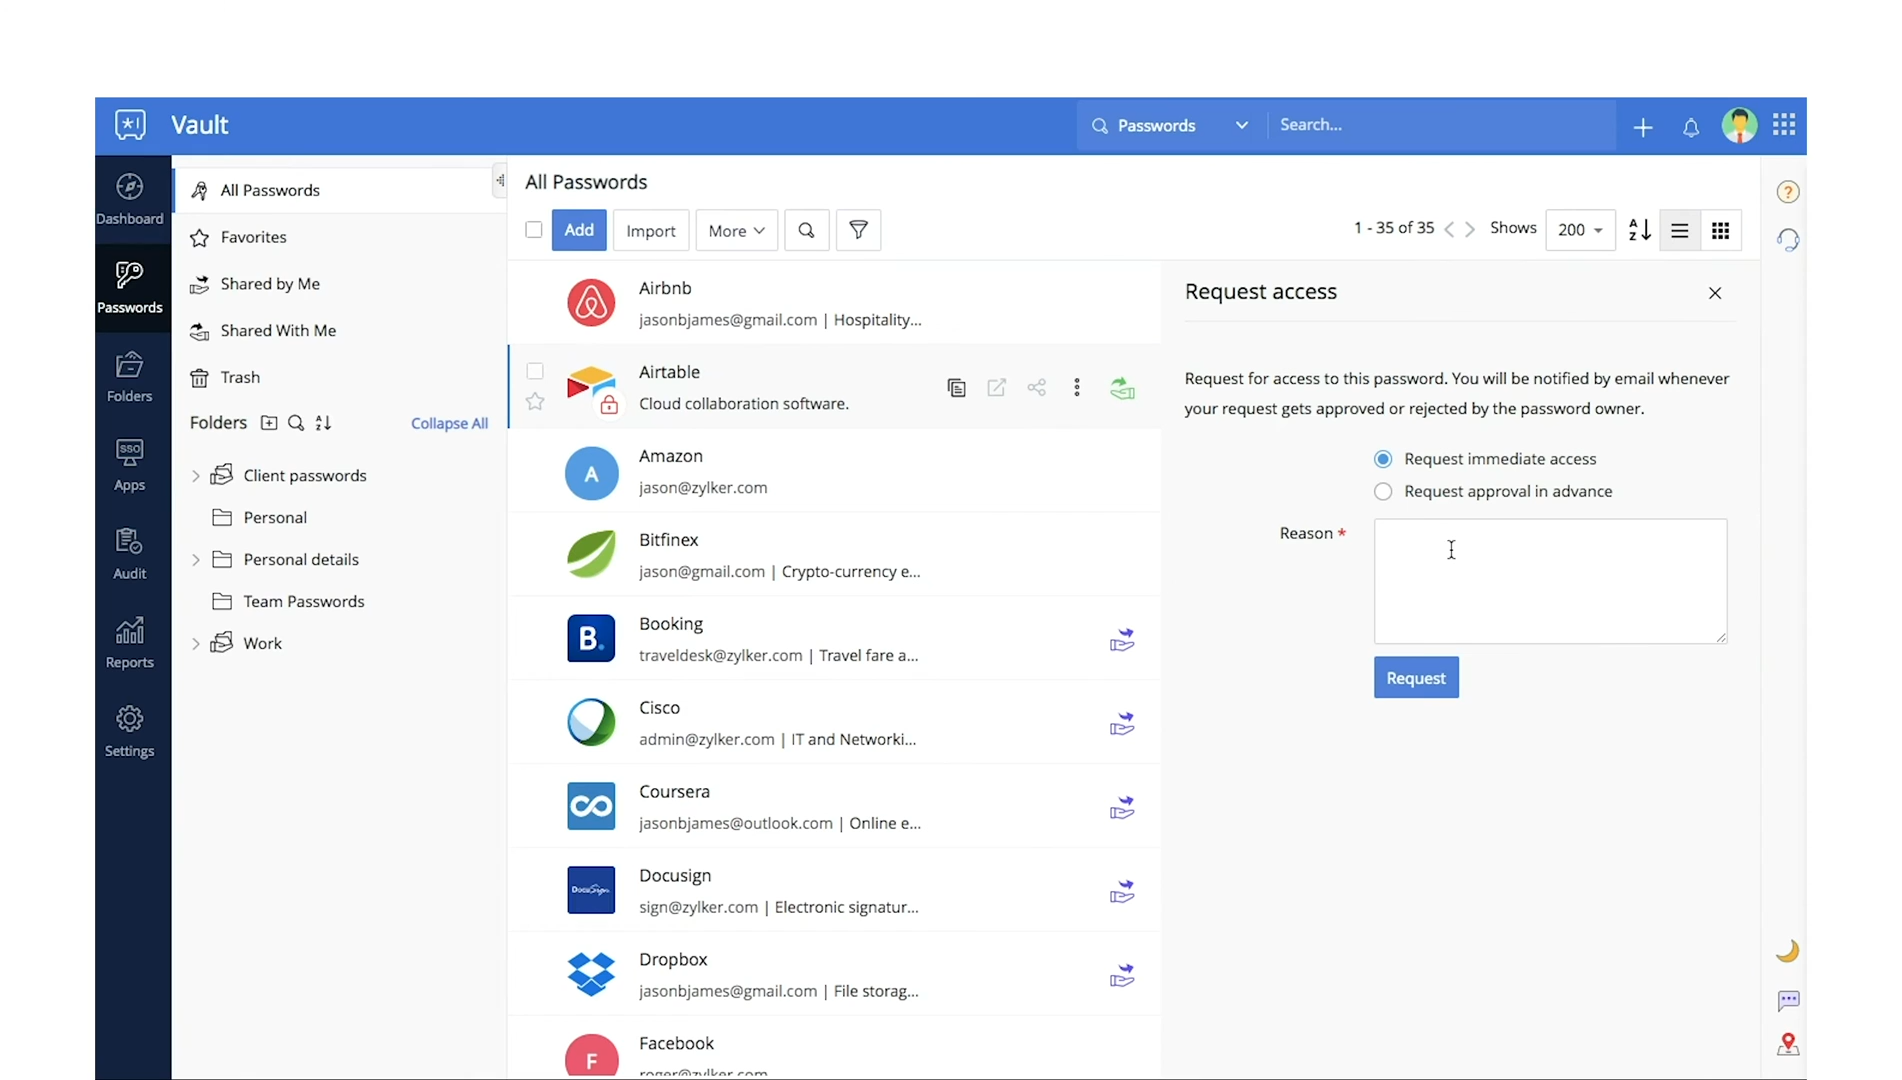 Vault
Passwords
Search...
Dashboard
Passwords
Folders
SSO
Apps
Audit
Reports
Settings
All Passwords
Favorites
Shared by Me
Shared With Me
Trash
Folders
Collapse All
Client passwords
Personal
Personal details
Team Passwords
Work
All Passwords
Add
Import
More
1 - 35 of 35
Shows
200
A
Z
Airbnb
jasonbjames@gmail.com | Hospitality...
Airtable
Cloud collaboration software.
A
Amazon
jason@zylker.com
Bitfinex
jason@gmail.com | Crypto-currency e...
B.
Booking
traveldesk@zylker.com | Travel fare a...
Cisco
admin@zylker.com | IT and Networki...
Coursera
jasonbjames@outlook.com | Online e...
DocuSign
Docusign
sign@zylker.com | Electronic signatur...
Dropbox
jasonbjames@gmail.com | File storag...
F
Facebook
roger@zylker.com
Request access
Request for access to this password. You will be notified by email whenever
your request gets approved or rejected by the password owner.
Request immediate access
Request approval in advance
Reason *
Request